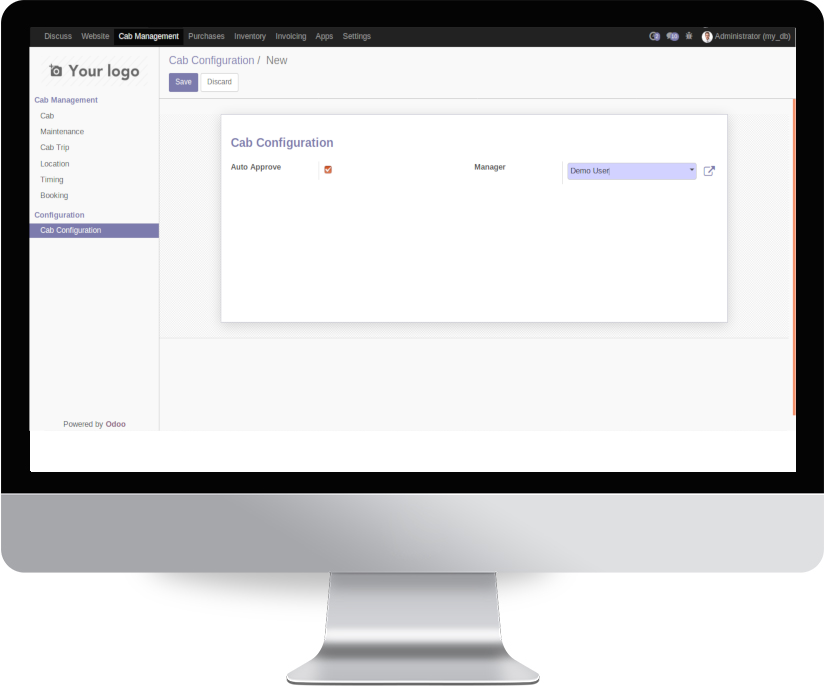 Discuss Website Cab Management Purchases Inventory Invoicing Apps Settings Administrator (my_db)
Your logo
Cab Configuration / New
Save Discard
Cab Management
Cab
Maintenance
Cab Trip
Location
Timing
Booking
Configuration
Cab Configuration
Cab Configuration
Auto Approve Manager Demo User
Powered by Odoo